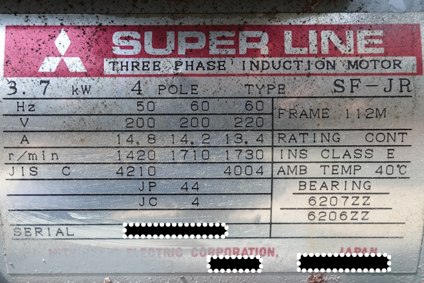 SUPER LINE
THREE PHASE INDUCTION MOTOR
3.7 kW 4 POLE TYPE SF-JR
Hz 50 60 60 FRAME 112M
V 200 200 220
A 14.8 14.2 13.4 RATING CONT
r/min 1420 1710 1730 INS CLASS E
JIS C 4210 4004 AMB TEMP 40℃
JP 44 BEARING
JC 4 6207ZZ
6206ZZ
SERIAL
ELECTRIC CORPORATION, JAPAN